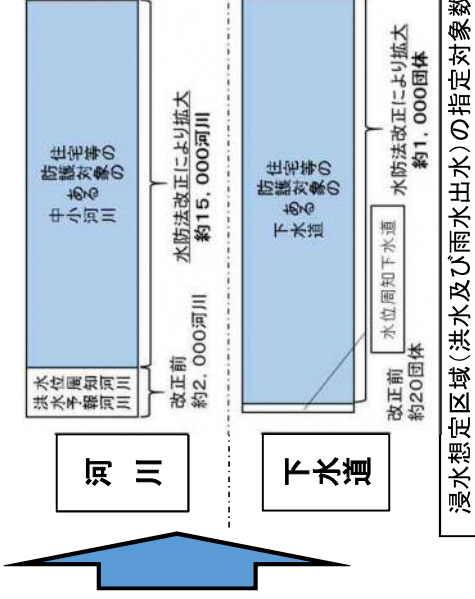 河川
洪水予報河川
水位周知河川
住宅等の
防護対象の
ある
中小河川
改正前
約2,000河川
水防法改正により拡大
約15,000河川
下水道
水位周知下水道
住宅等の
防護対象の
ある
下水道
改正前
約20団体
水防法改正により拡大
約1,000団体
浸水想定区域(洪水及び雨水出水)の指定対象数